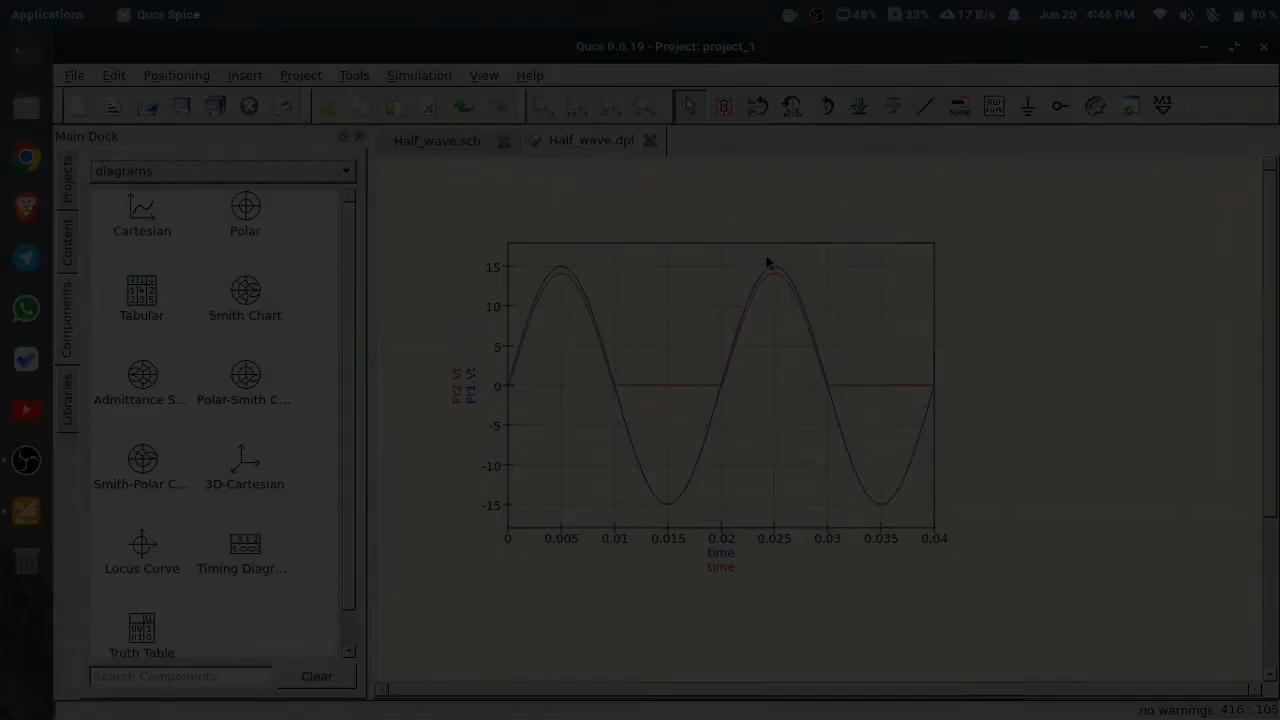 Applications
Qucs Spice
48%
33%
17 B/s
Jun 20
4:46 PM
80 %
Qucs 0.0.19 - Project: project_1
File Edit Positioning Insert Project Tools Simulation View Help
NAME
M1
Main Dock
Half_wave.sch
Half_wave.dpl
Projects
Content
Components
Libraries
diagrams
Cartesian
Polar
Tabular
Smith Chart
Admittance S...
Polar-Smith C...
Smith-Polar C...
3D-Cartesian
Locus Curve
Timing Diagr...
Truth Table
Search Components
Clear
15
10
5
0
-5
-10
-15
Pr2.Vt
Pr1.Vt
0 0.005 0.01 0.015 0.02 0.025 0.03 0.035 0.04
time
time
no warnings 416 : 105